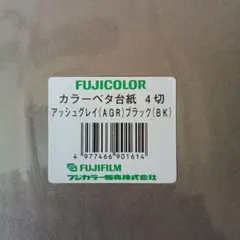 FUJICOLOR
カラーベタ台紙 4切
アッシュグレイ(AGR)ブラック(BK)
4 977466 901614
FUJIFILM
フジカラー販売株式会社